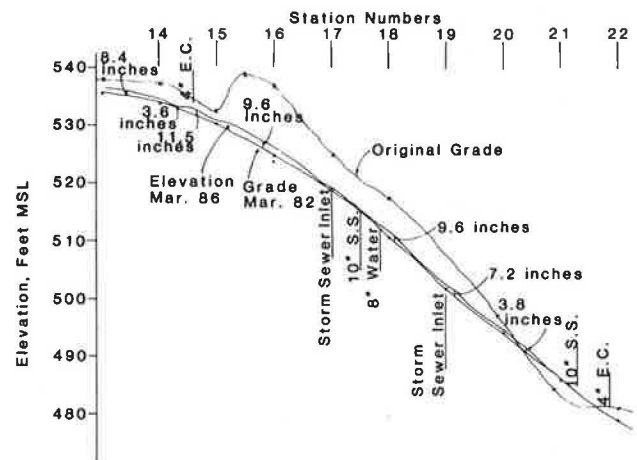 Station Numbers
14 15 16 17 18 19 20 21 22
540
530
520
510
500
490
480
Elevation, Feet MSL
8.4
inches
4" E.C.
3.6
inches
11.5
inches
9.6
inches
Elevation
Mar. 86
Grade
Mar. 82
Original Grade
Storm Sewer Inlet
10" S.S.
8" Water
9.6 inches
7.2 inches
3.8
inches
Storm
Sewer Inlet
10" S.S.
4" E.C.